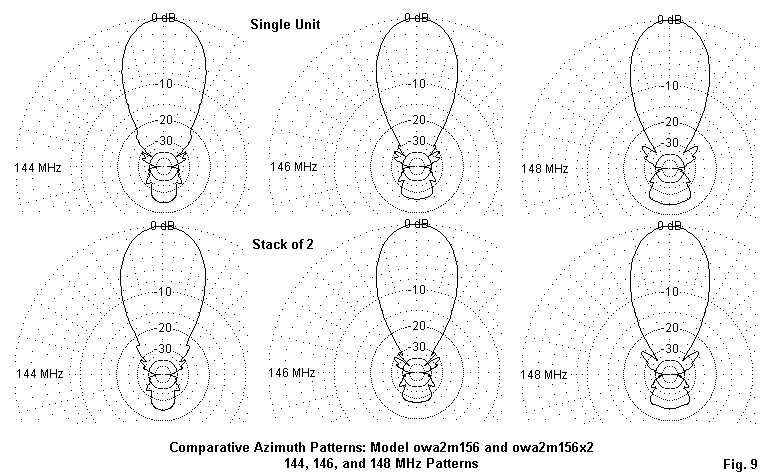 0 dB
Single Unit
0 dB
0 dB
-10
-10
-10
-20
-20
-20
-30
-30
-30
144 MHz
146 MHz
148 MHz
0 dB
Stack of 2
0 dB
0 dB
-10
-10
-10
-20
-20
-20
-30
-30
-30
144 MHz
146 MHz
148 MHz
Comparative Azimuth Patterns: Model owa2m156 and owa2m156x2
144, 146, and 148 MHz Patterns
Fig. 9